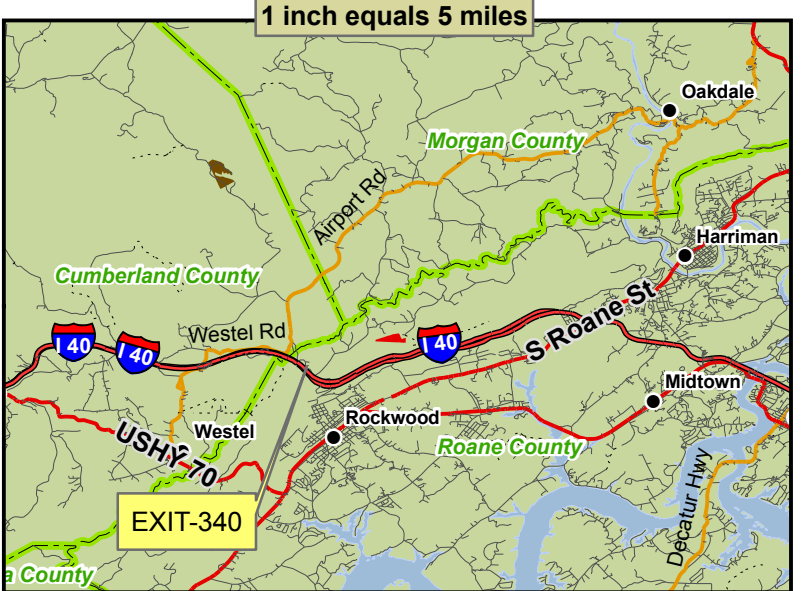 1 inch equals 5 miles
Oakdale
Morgan County
Airport Rd
Harriman
Cumberland County
S Roane St
Westel Rd
I 40
I 40
I 40
Midtown
Rockwood
Westel
USHY 70
Roane County
Decatur Hwy
EXIT-340
a County